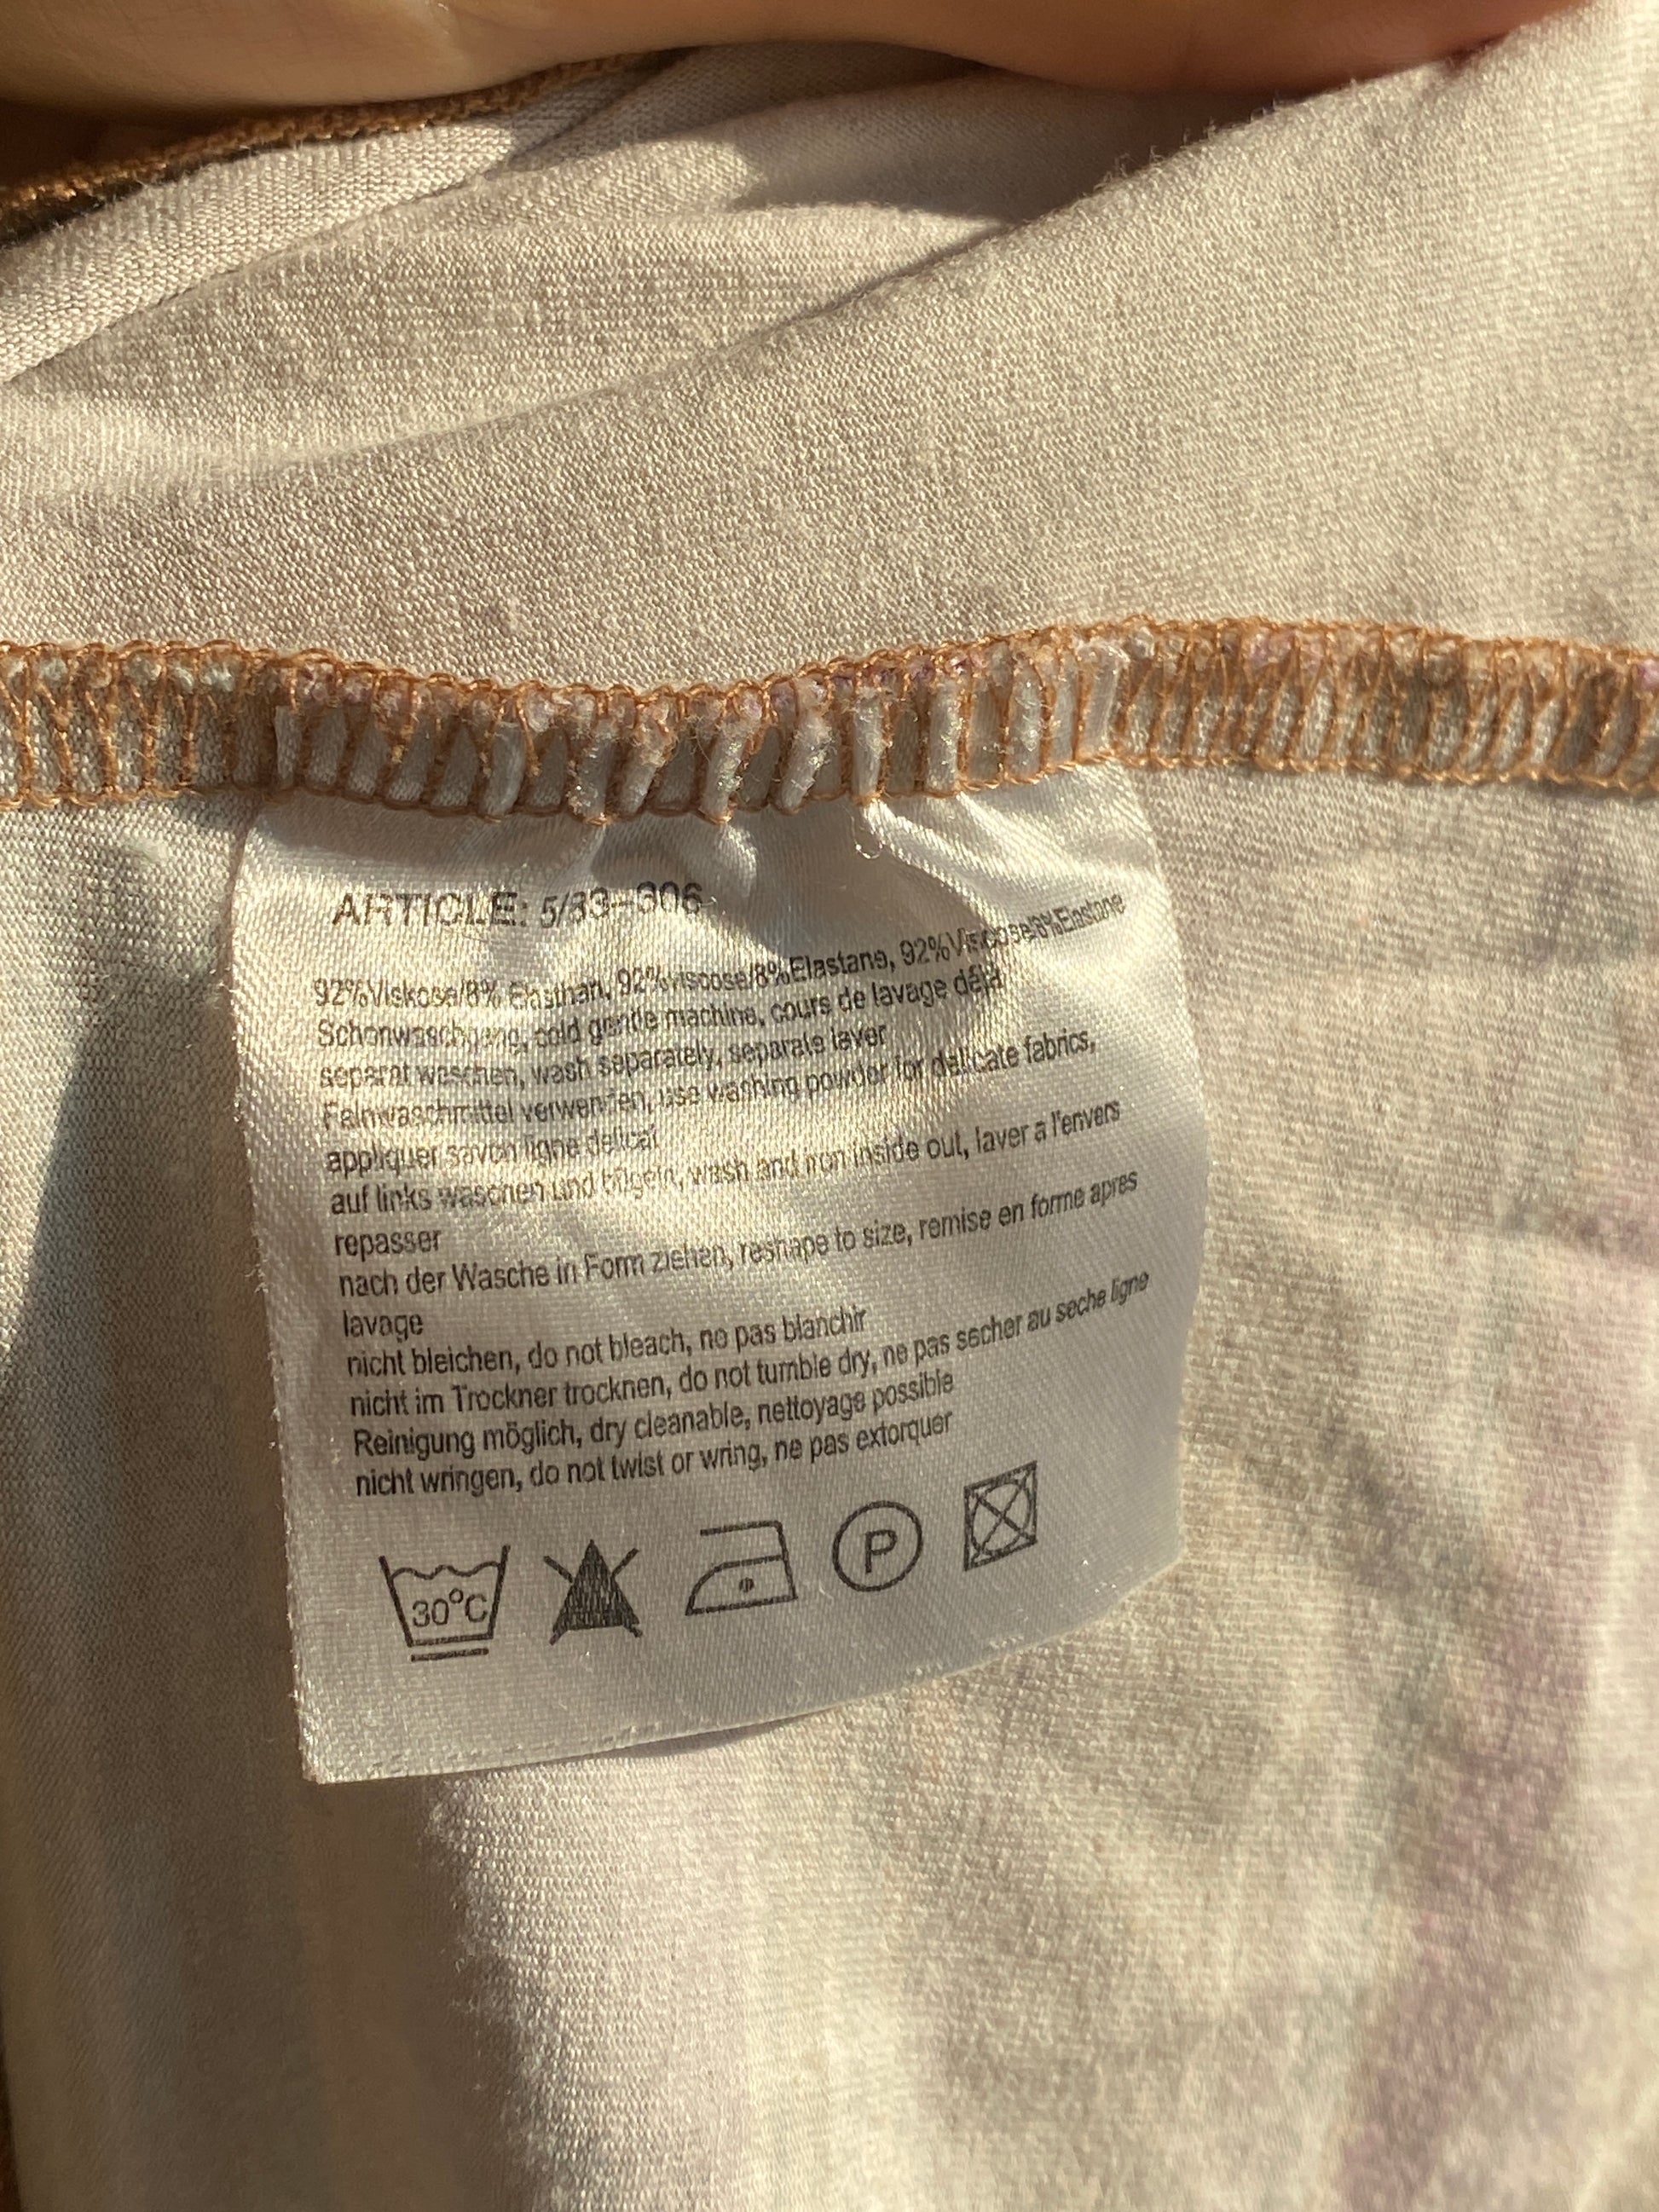 ARTICLE: 5/33-306
92%Viskose/8% Elasthan, 92%viscose/8%Elastane, 92%Viscose/8%Elastane
Schonwaschgang, cold gentle machine, cours de lavage déjà
separat waschen, wash separately, separate laver
Feinwaschmittel verwenden, use washing powder for delicate fabrics,
appliquer savon ligne delicat
auf links waschen und bügeln, wash and iron inside out, laver a l'envers
repasser
nach der Wasche in Form ziehen, reshape to size, remise en forme apres
lavage
nicht bleichen, do not bleach, no pas blanchir
nicht im Trockner trocknen, do not tumble dry, ne pas secher au seche ligne
Reinigung möglich, dry cleanable, nettoyage possible
nicht wringen, do not twist or wring, ne pas extorquer
30°C P